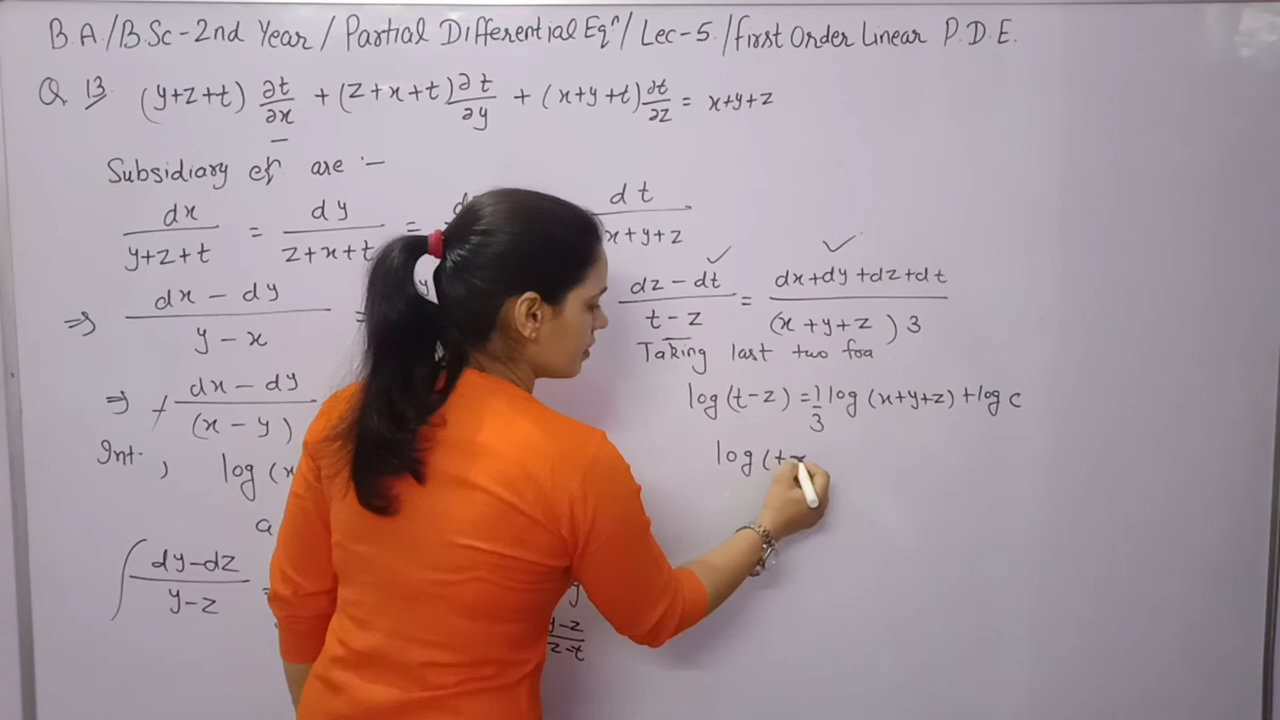 B.A./B.Sc-2nd Year / Partial Differential Eqⁿ / Lec-5 / First Order Linear P.D.E.
Q 13 (y+z+t) ∂t/∂x + (z+x+t) ∂t/∂y + (x+y+t) ∂t/∂z = x+y+z
Subsidiary eqⁿ are :-
dx/(y+z+t) = dy/(z+x+t) = dt/(x+y+z)
⇒ (dx - dy)/(y - x) = (dz - dt)/(t - z) = (dx+dy+dz+dt)/((x+y+z)3)
Taking last two fra
⇒ (dx - dy)/(x - y)
log(t-z) = 1/3 log(x+y+z) + log c
Int., log(x
log(t-
a
∫ (dy-dz)/(y-z) =
y-z/z-t